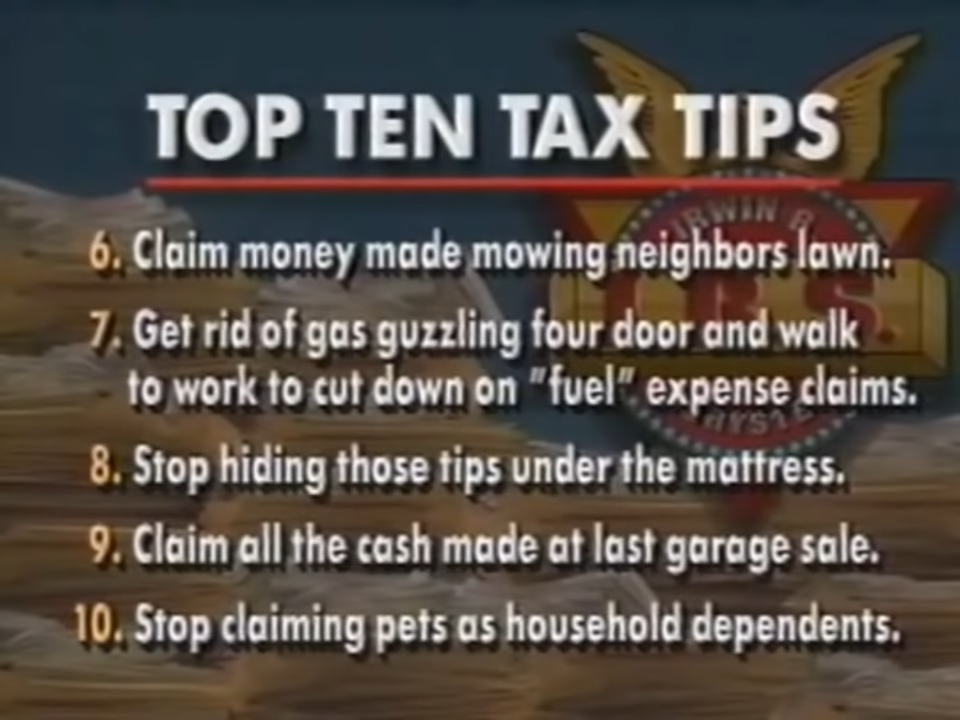 TOP TEN TAX TIPS
IRWIN R.
I.R.S.
6. Claim money made mowing neighbors lawn.
7. Get rid of gas guzzling four door and walk
to work to cut down on "fuel" expense claims.
8. Stop hiding those tips under the mattress.
9. Claim all the cash made at last garage sale.
10. Stop claiming pets as household dependents.